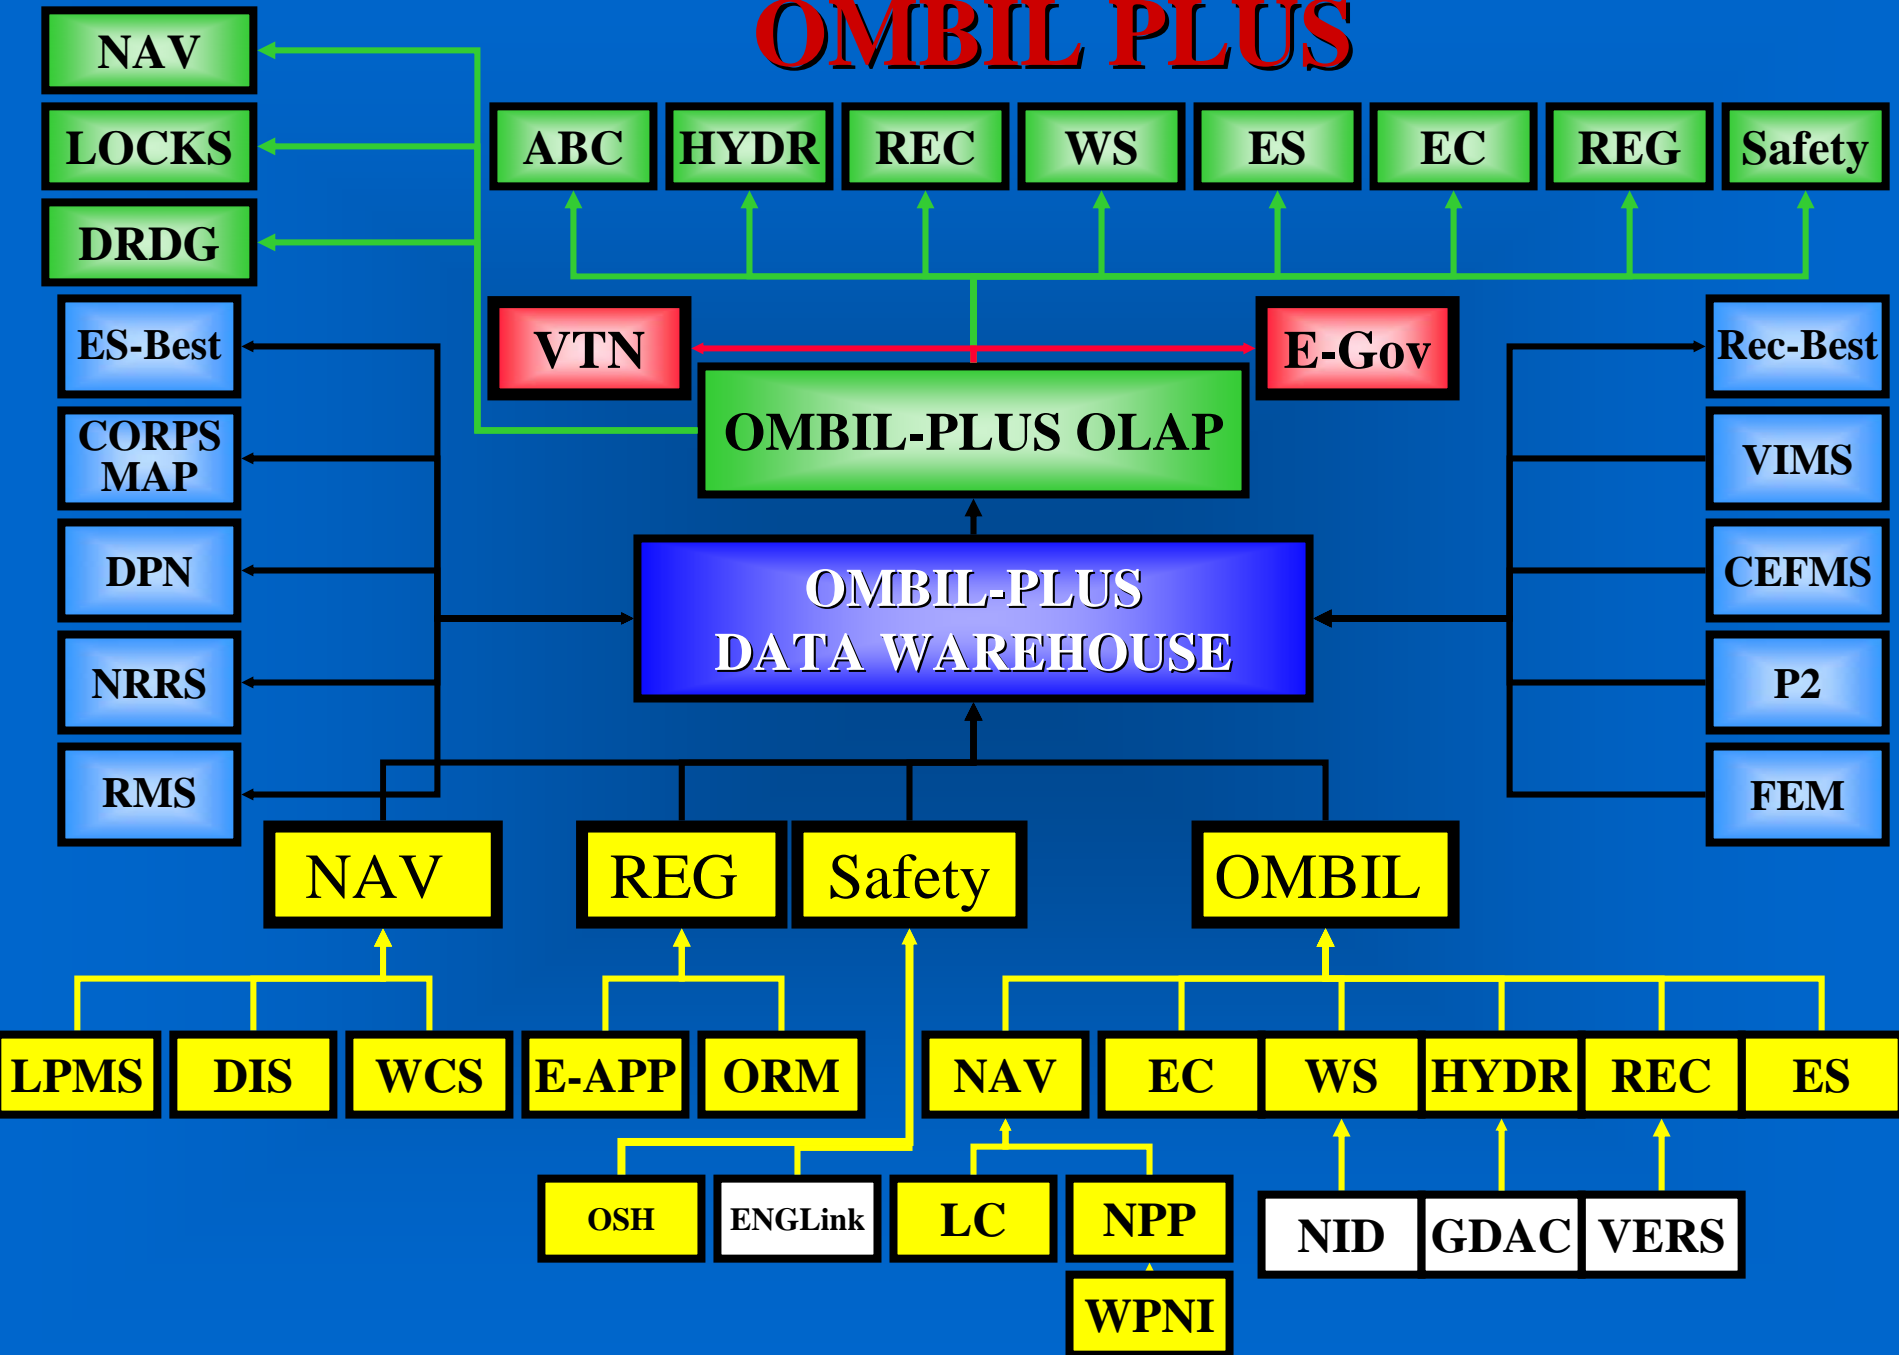 OMBIL PLUS
NAV
LOCKS
DRDG
ABC
HYDR
REC
WS
ES
EC
REG
Safety
VTN
E-Gov
ES-Best
CORPS
MAP
DPN
NRRS
RMS
OMBIL-PLUS OLAP
OMBIL-PLUS
DATA WAREHOUSE
Rec-Best
VIMS
CEFMS
P2
FEM
NAV
REG
Safety
OMBIL
LPMS
DIS
WCS
E-APP
ORM
NAV
EC
WS
HYDR
REC
ES
OSH
ENGLink
LC
NPP
NID
GDAC
VERS
WPNI